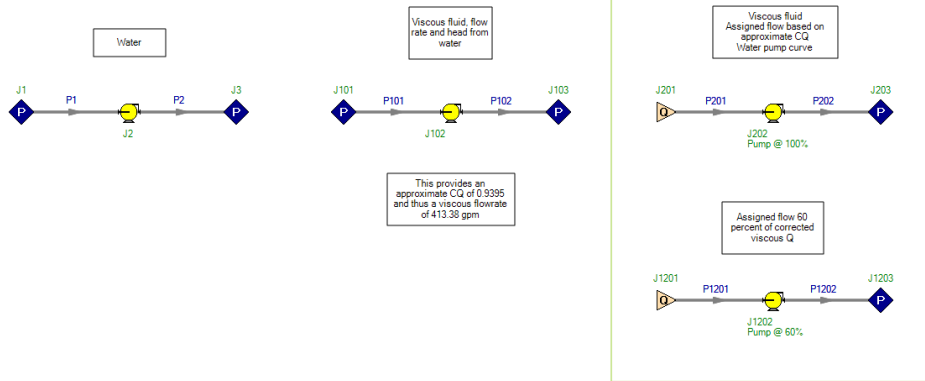 Water
J1
P1
P2
J3
P
P
J2
Viscous fluid, flow
rate and head from
water
J101
P101
P102
J103
P
P
J102
This provides an
approximate CQ of 0.9395
and thus a viscous flowrate
of 413.38 gpm
Viscous fluid
Assigned flow based on
approximate CQ
Water pump curve
J201
P201
P202
J203
Q
P
J202
Pump @ 100%
Assigned flow 60
percent of corrected
viscous Q
J1201
P1201
P1202
J1203
Q
P
J1202
Pump @ 60%